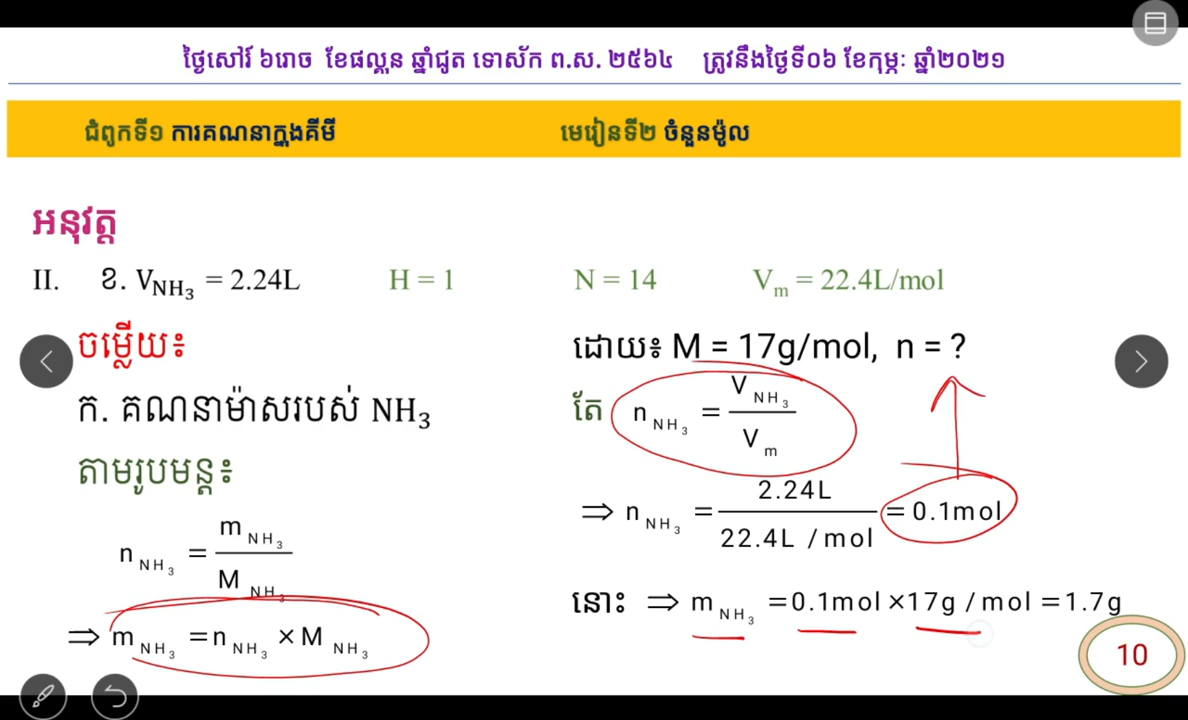 ថ្ងៃសៅរ៍ ៦រោច ខែផល្គុន ឆ្នាំជូត ទោស័ក ព.ស. ២៥៦៤ ត្រូវនឹងថ្ងៃទី០៦ ខែកុម្ភៈ ឆ្នាំ២០២១
ជំពូកទី១ ការគណនាក្នុងគីមី មេរៀនទី២ ចំនួនម៉ូល
អនុវត្ត
II. ខ. V_NH₃ = 2.24L H = 1 N = 14 V_m = 22.4L/mol
ចម្លើយ៖
ក. គណនាម៉ាសរបស់ NH₃
តាមរូបមន្ត៖
n_NH₃ = m_NH₃ / M_NH₃
⇒ m_NH₃ = n_NH₃ × M_NH₃
ដោយ៖ M = 17g/mol, n = ?
តែ n_NH₃ = V_NH₃ / V_m
⇒ n_NH₃ = 2.24L / 22.4L / mol = 0.1mol
នោះ ⇒ m_NH₃ = 0.1mol × 17g / mol = 1.7g
10